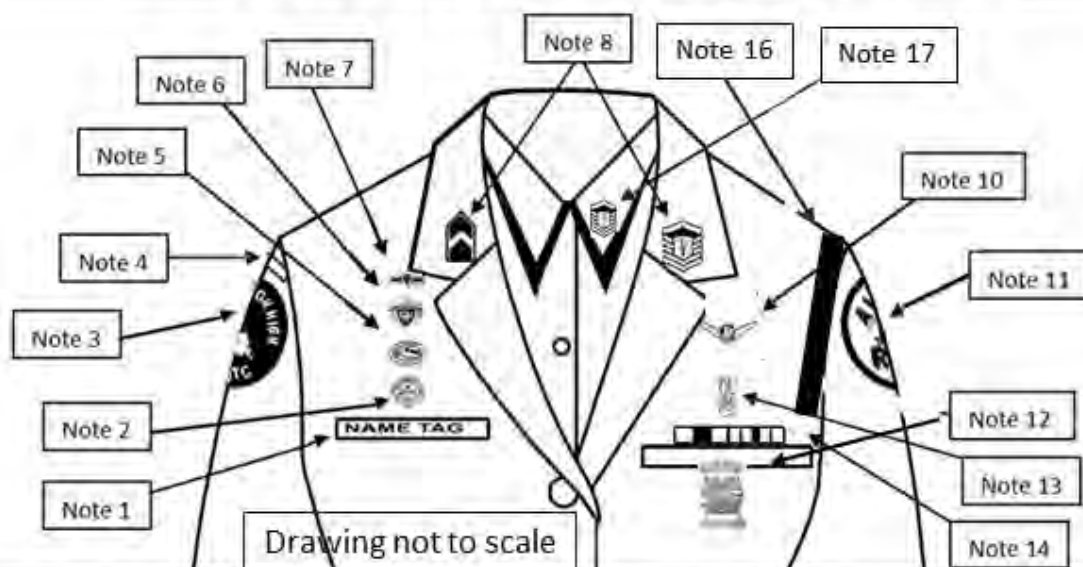 Note 8
Note 16
Note 17
Note 7
Note 6
Note 5
Note 10
Note 4
Note 11
Note 3
Note 2
NAME TAG
Note 12
Note 1
Note 13
Drawing not to scale
Note 14